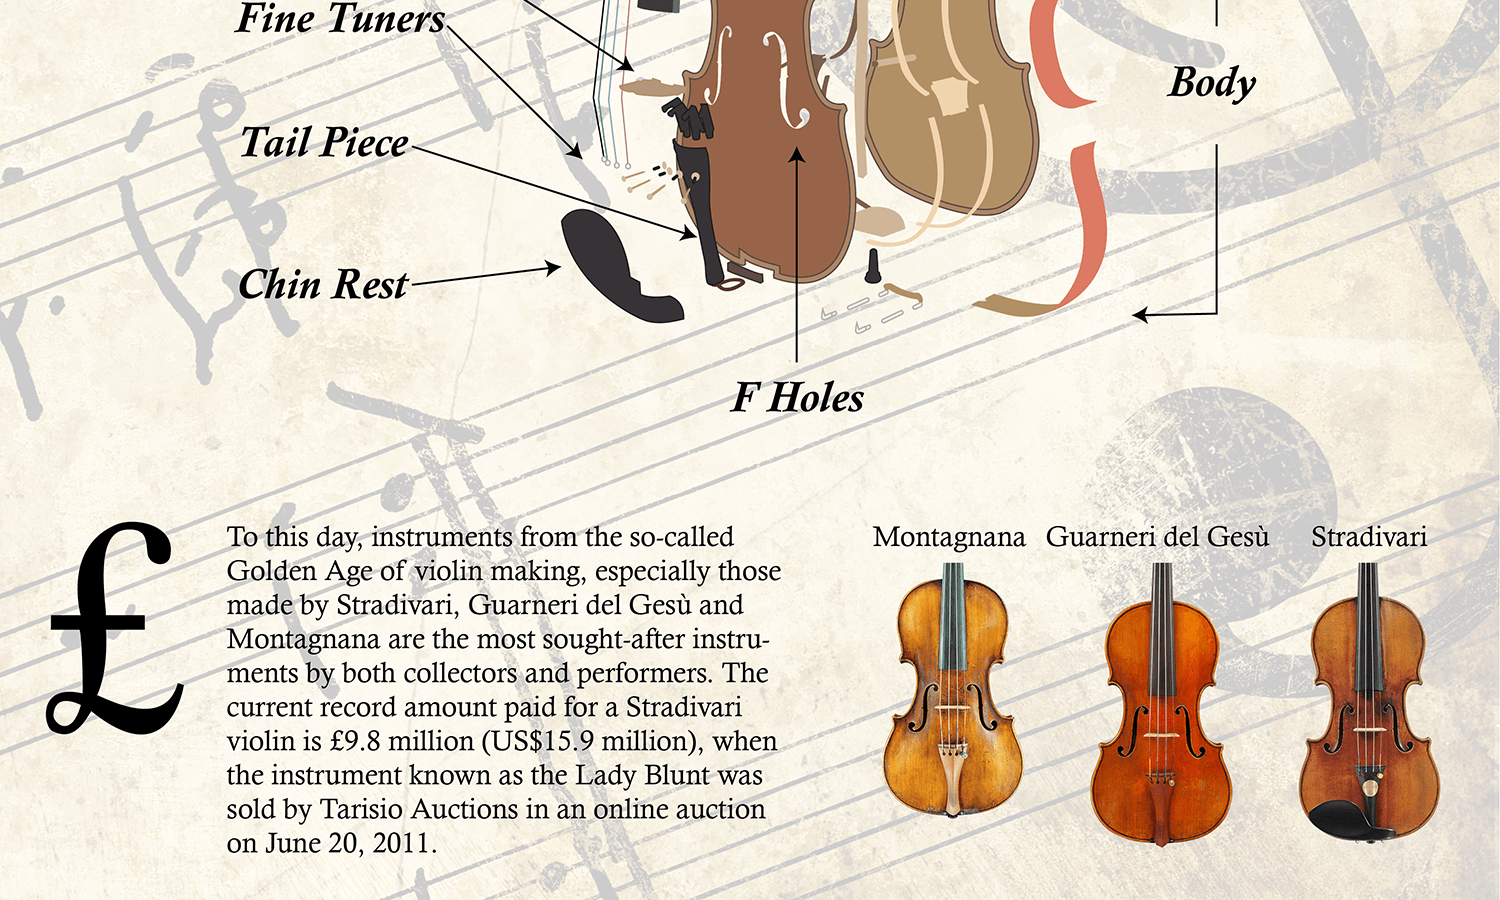 Fine Tuners
Body
Tail Piece
Chin Rest
F Holes
£
To this day, instruments from the so-called
Golden Age of violin making, especially those
made by Stradivari, Guarneri del Gesù and
Montagnana are the most sought-after instru-
ments by both collectors and performers. The
current record amount paid for a Stradivari
violin is £9.8 million (US$15.9 million), when
the instrument known as the Lady Blunt was
sold by Tarisio Auctions in an online auction
on June 20, 2011.
Montagnana Guarneri del Gesù Stradivari